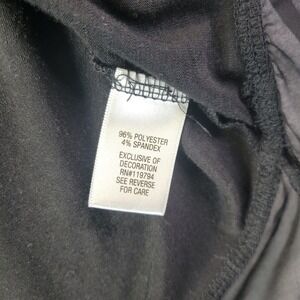 96% POLYESTER
4% SPANDEX
EXCLUSIVE OF
DECORATION
RN#119794
SEE REVERSE
FOR CARE